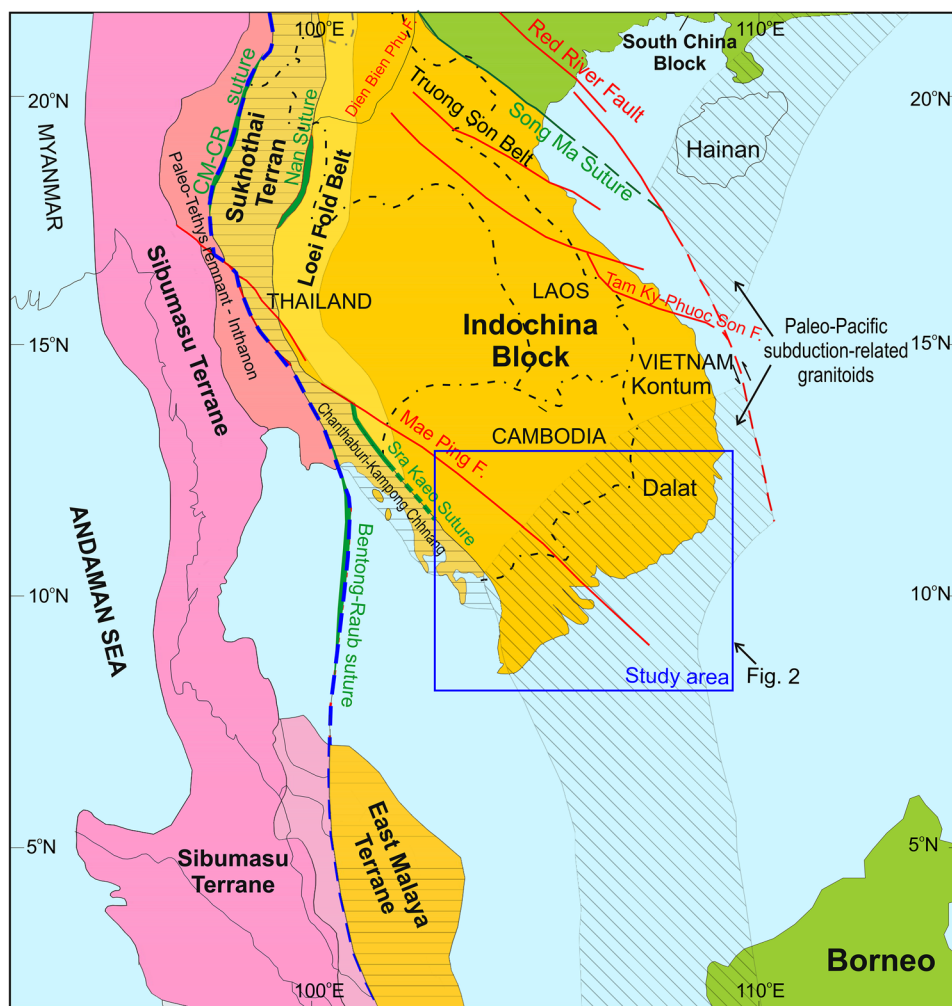 100°E
110°E
South China
Block
Red River Fault
Dien Bien Phu F.
CM-CR suture
20°N
20°N
Truong Son Belt
Song Ma Suture
MYANMAR
Sukhothai
Terran
Nan Suture
Loei Fold Belt
Hainan
Paleo-Tethys remnant - Inthanon
Sibumasu Terrane
THAILAND
LAOS
Tam Ky-Phuoc Son F.
Indochina
Block
15°N
15°N
Paleo-Pacific
subduction-related
granitoids
VIETNAM
Kontum
Chanthaburi-Kampong Chhnang
Mae Ping F.
CAMBODIA
Sra Kaeo Suture
Dalat
ANDAMAN SEA
Bentong-Raub suture
10°N
10°N
Study area
Fig. 2
East Malaya
Terrane
5°N
5°N
Sibumasu
Terrane
Borneo
100°E
110°E